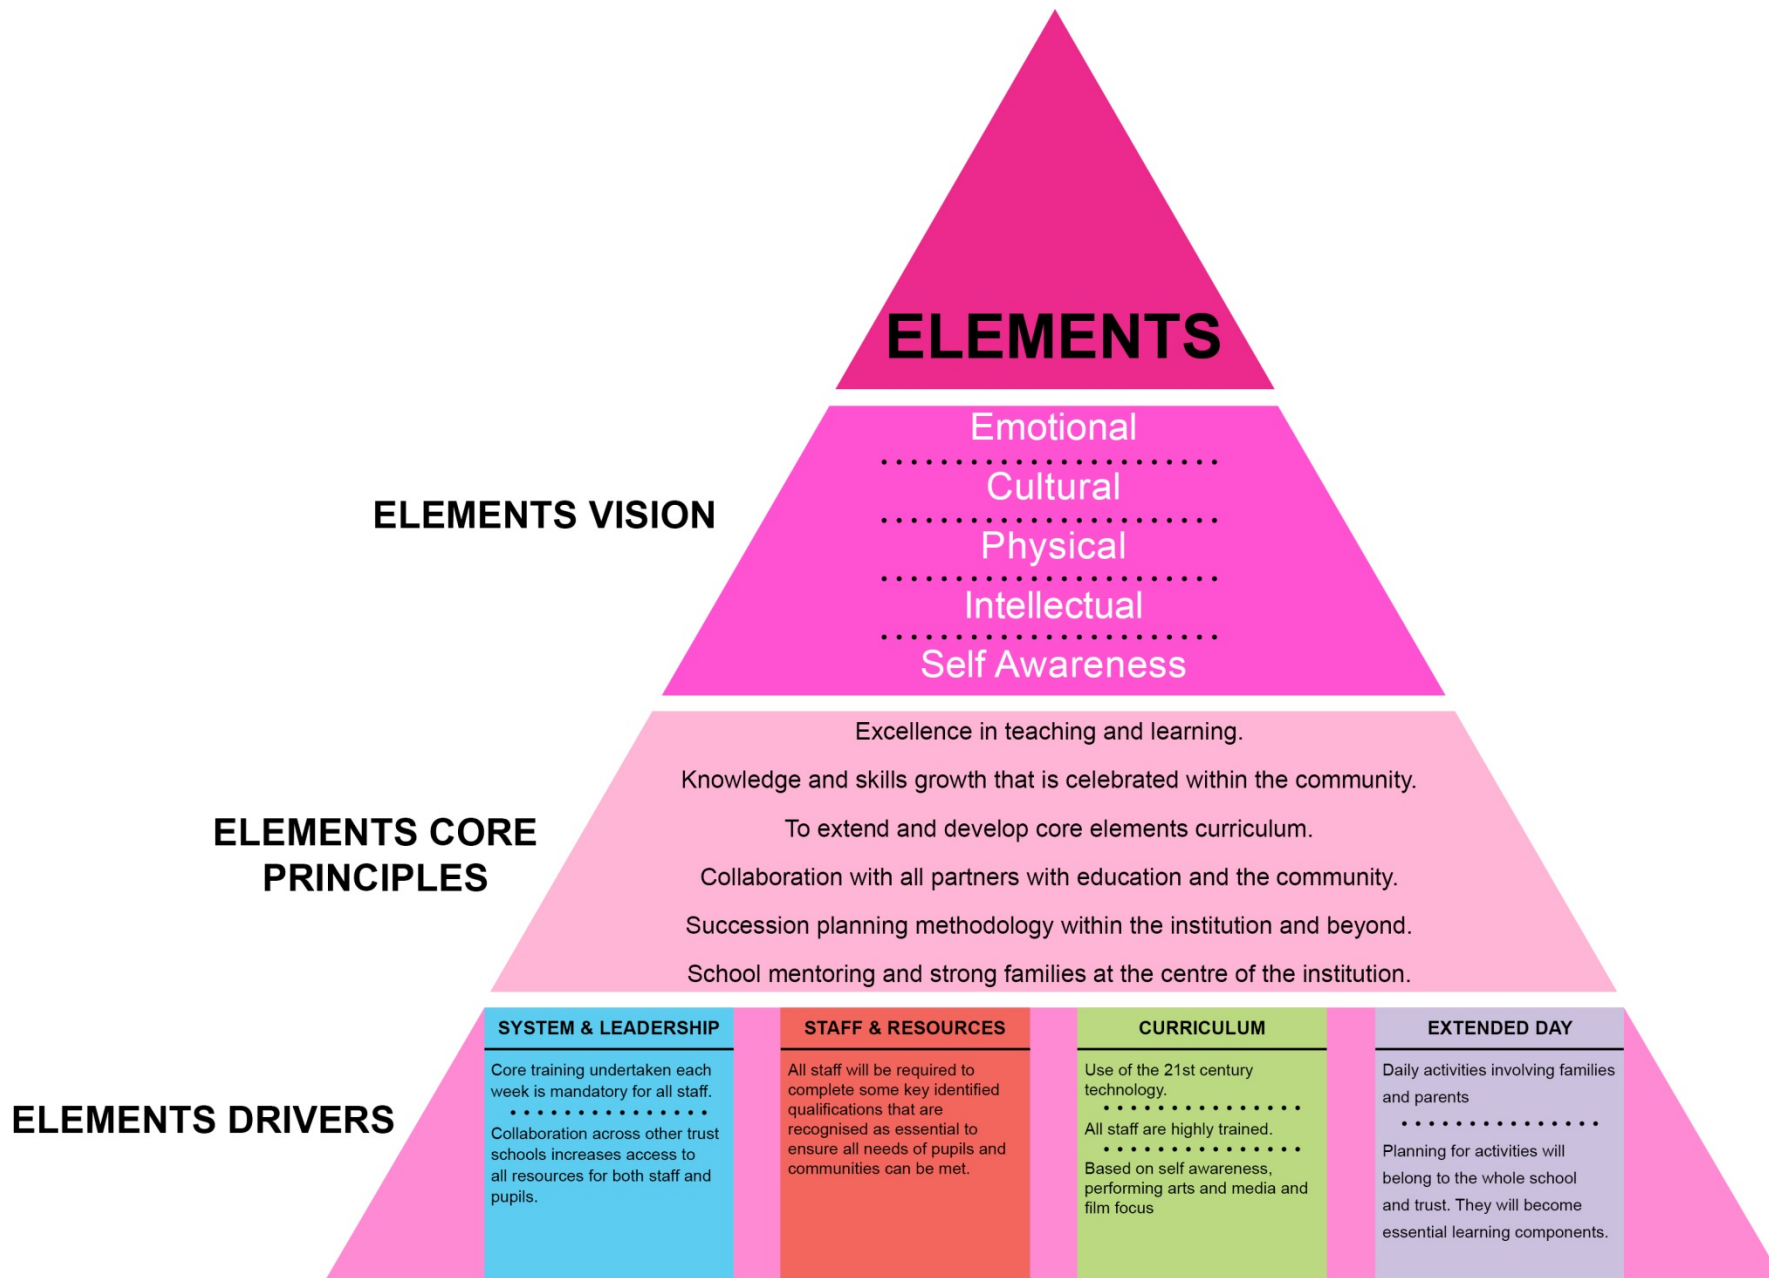 ELEMENTS
ELEMENTS VISION
Emotional
Cultural
Physical
Intellectual
Self Awareness
ELEMENTS CORE
PRINCIPLES
Excellence in teaching and learning.
Knowledge and skills growth that is celebrated within the community.
To extend and develop core elements curriculum.
Collaboration with all partners with education and the community.
Succession planning methodology within the institution and beyond.
School mentoring and strong families at the centre of the institution.
ELEMENTS DRIVERS
SYSTEM & LEADERSHIP
Core training undertaken each
week is mandatory for all staff.
Collaboration across other trust
schools increases access to
all resources for both staff and
pupils.
STAFF & RESOURCES
All staff will be required to
complete some key identified
qualifications that are
recognised as essential to
ensure all needs of pupils and
communities can be met.
CURRICULUM
Use of the 21st century
technology.
All staff are highly trained.
Based on self awareness,
performing arts and media and
film focus
EXTENDED DAY
Daily activities involving families
and parents
Planning for activities will
belong to the whole school
and trust. They will become
essential learning components.